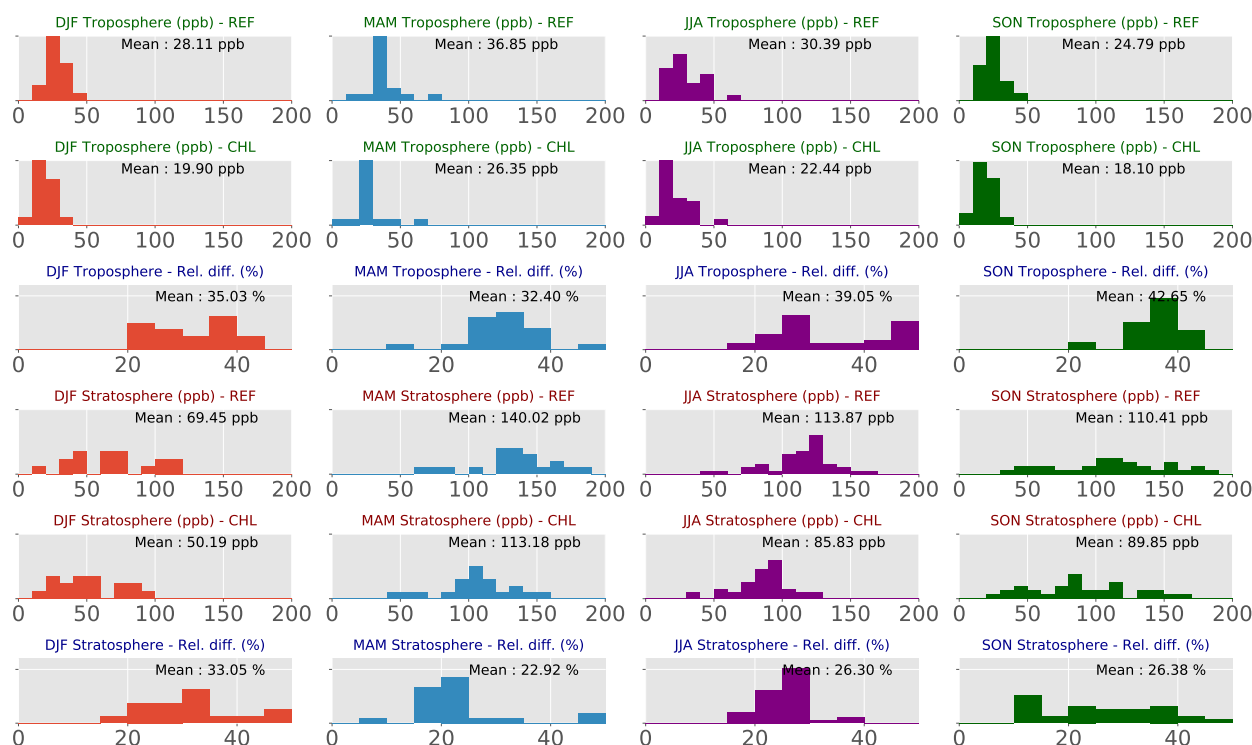 DJF Troposphere (ppb) - REF MAM Troposphere (ppb) - REF JJA Troposphere (ppb) - REF SON Troposphere (ppb) - REF
Mean : 28.11 ppb Mean : 36.85 ppb Mean : 30.39 ppb Mean : 24.79 ppb
0 50 100 150 200 0 50 100 150 200 0 50 100 150 200 0 50 100 150 200
DJF Troposphere (ppb) - CHL MAM Troposphere (ppb) - CHL JJA Troposphere (ppb) - CHL SON Troposphere (ppb) - CHL
Mean : 19.90 ppb Mean : 26.35 ppb Mean : 22.44 ppb Mean : 18.10 ppb
0 50 100 150 200 0 50 100 150 200 0 50 100 150 200 0 50 100 150 200
DJF Troposphere - Rel. diff. (%) MAM Troposphere - Rel. diff. (%) JJA Troposphere - Rel. diff. (%) SON Troposphere - Rel. diff. (%)
Mean : 35.03 % Mean : 32.40 % Mean : 39.05 % Mean : 42.65 %
0 20 40 0 20 40 0 20 40 0 20 40
DJF Stratosphere (ppb) - REF MAM Stratosphere (ppb) - REF JJA Stratosphere (ppb) - REF SON Stratosphere (ppb) - REF
Mean : 69.45 ppb Mean : 140.02 ppb Mean : 113.87 ppb Mean : 110.41 ppb
0 50 100 150 200 0 50 100 150 200 0 50 100 150 200 0 50 100 150 200
DJF Stratosphere (ppb) - CHL MAM Stratosphere (ppb) - CHL JJA Stratosphere (ppb) - CHL SON Stratosphere (ppb) - CHL
Mean : 50.19 ppb Mean : 113.18 ppb Mean : 85.83 ppb Mean : 89.85 ppb
0 50 100 150 200 0 50 100 150 200 0 50 100 150 200 0 50 100 150 200
DJF Stratosphere - Rel. diff. (%) MAM Stratosphere - Rel. diff. (%) JJA Stratosphere - Rel. diff. (%) SON Stratosphere - Rel. diff. (%)
Mean : 33.05 % Mean : 22.92 % Mean : 26.30 % Mean : 26.38 %
0 20 40 0 20 40 0 20 40 0 20 40